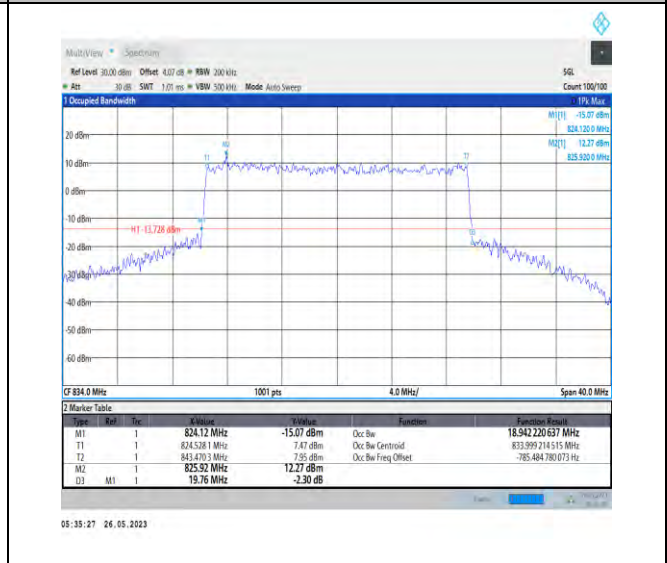 MultiView Spectrum
Ref Level 30.00 dBm Offset 4.07 dB RBW 200 kHz SGL
Att 30 dB SWT 1.01 ms VBW 500 kHz Mode Auto Sweep Count 100/100
1 Occupied Bandwidth 1Pk Max
M1[1] -15.07 dBm
824.120 0 MHz
M2[1] 12.27 dBm
825.920 0 MHz
20 dBm
M2
T1 T2
10 dBm
0 dBm
-10 dBm
H1 -13.728 dBm
-20 dBm
-30 dBm
-40 dBm
-50 dBm
-60 dBm
CF 834.0 MHz 1001 pts 4.0 MHz/ Span 40.0 MHz
2 Marker Table
Type Ref Trc X-Value Y-Value Function Function Result
M1 1 824.12 MHz -15.07 dBm Occ Bw 18.942 220 637 MHz
T1 1 824.528 1 MHz 7.47 dBm Occ Bw Centroid 833.999 214 515 MHz
T2 1 843.470 3 MHz 7.95 dBm Occ Bw Freq Offset -785.484 780 073 Hz
M2 1 825.92 MHz 12.27 dBm
D3 M1 1 19.76 MHz -2.30 dB
05:35:27 26.05.2023